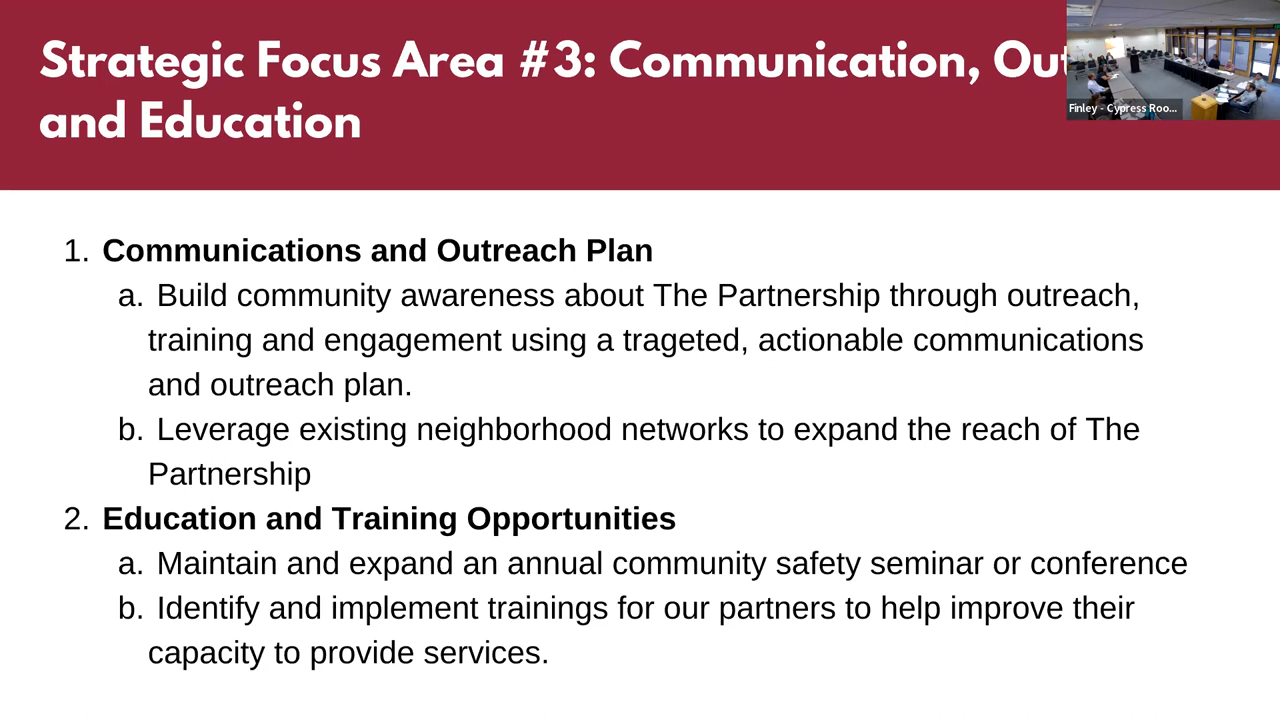 Strategic Focus Area #3: Communication,
and Education
Finley - Cypress Roo...
1. Communications and Outreach Plan
a. Build community awareness about The Partnership through outreach,
training and engagement using a trageted, actionable communications
and outreach plan.
b. Leverage existing neighborhood networks to expand the reach of The
Partnership
2. Education and Training Opportunities
a. Maintain and expand an annual community safety seminar or conference
b. Identify and implement trainings for our partners to help improve their
capacity to provide services.